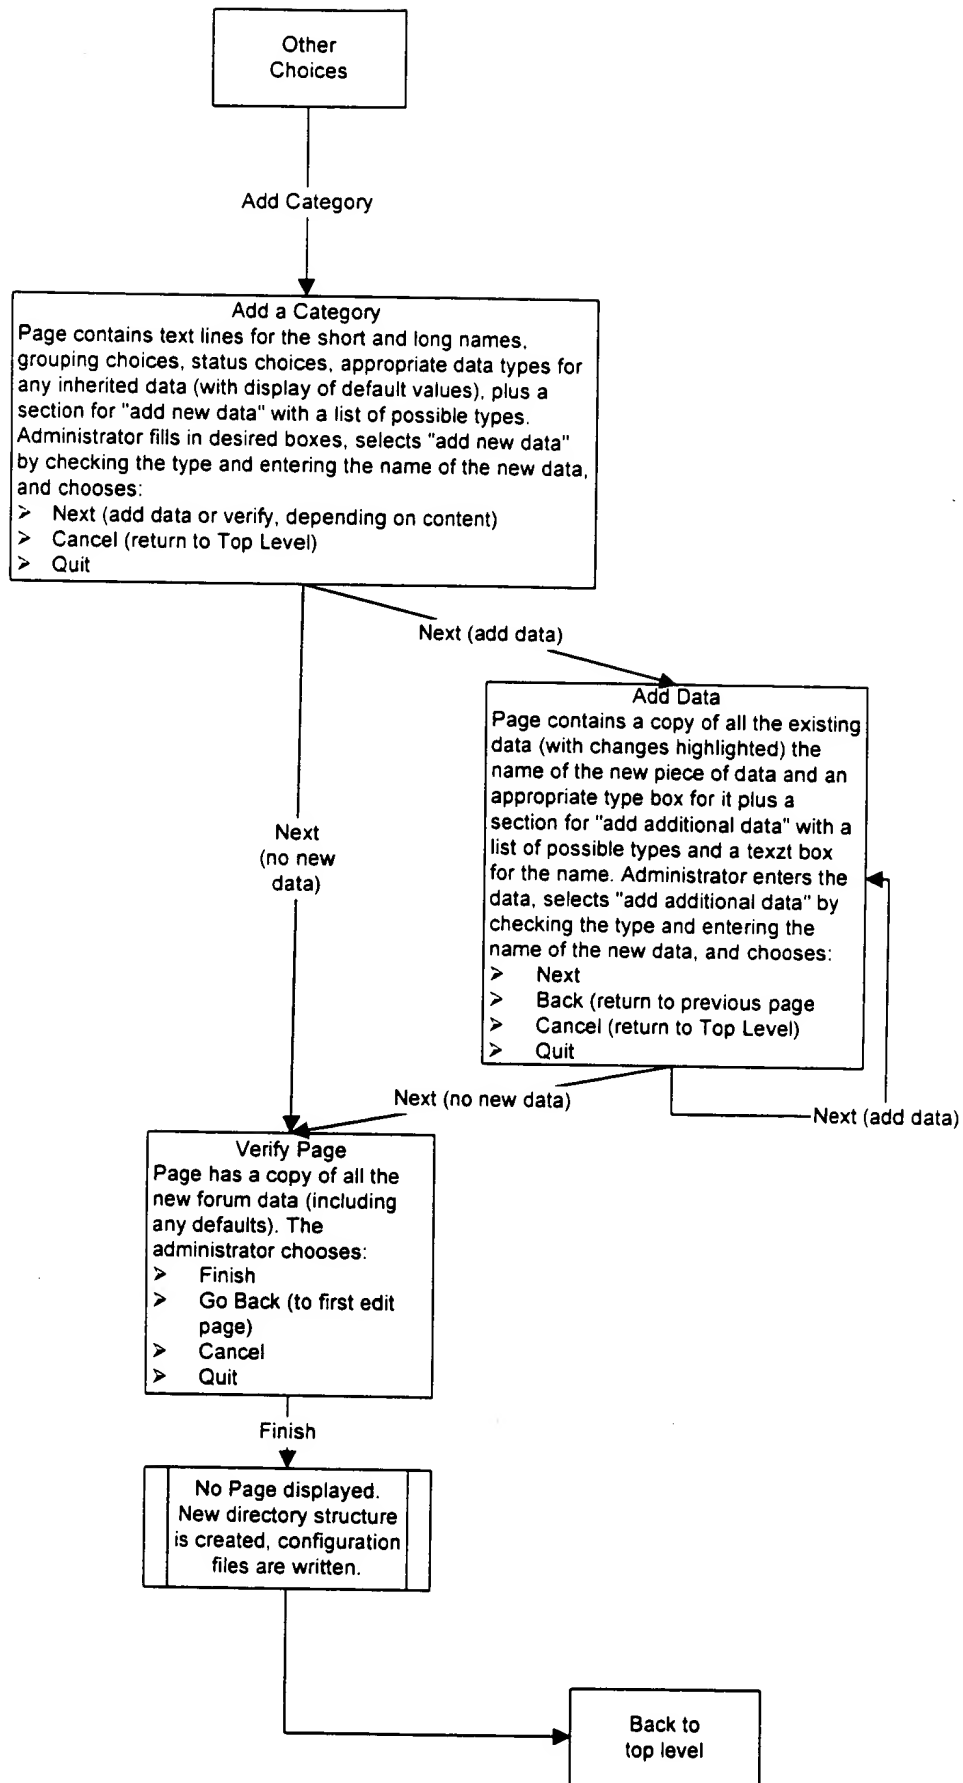 Other
Choices
Add Category
Add a Category
Page contains text lines for the short and long names,
grouping choices, status choices, appropriate data types for
any inherited data (with display of default values), plus a
section for "add new data" with a list of possible types.
Administrator fills in desired boxes, selects "add new data"
by checking the type and entering the name of the new data,
and chooses:
➢ Next (add data or verify, depending on content)
➢ Cancel (return to Top Level)
➢ Quit
Next (add data)
Add Data
Page contains a copy of all the existing
data (with changes highlighted) the
name of the new piece of data and an
appropriate type box for it plus a
section for "add additional data" with a
list of possible types and a texzt box
for the name. Administrator enters the
data, selects "add additional data" by
checking the type and entering the
name of the new data, and chooses:
➢ Next
➢ Back (return to previous page
➢ Cancel (return to Top Level)
➢ Quit
Next
(no new
data)
Next (no new data)
Next (add data)
Verify Page
Page has a copy of all the
new forum data (including
any defaults). The
administrator chooses:
➢ Finish
➢ Go Back (to first edit
page)
➢ Cancel
➢ Quit
Finish
No Page displayed.
New directory structure
is created, configuration
files are written.
Back to
top level